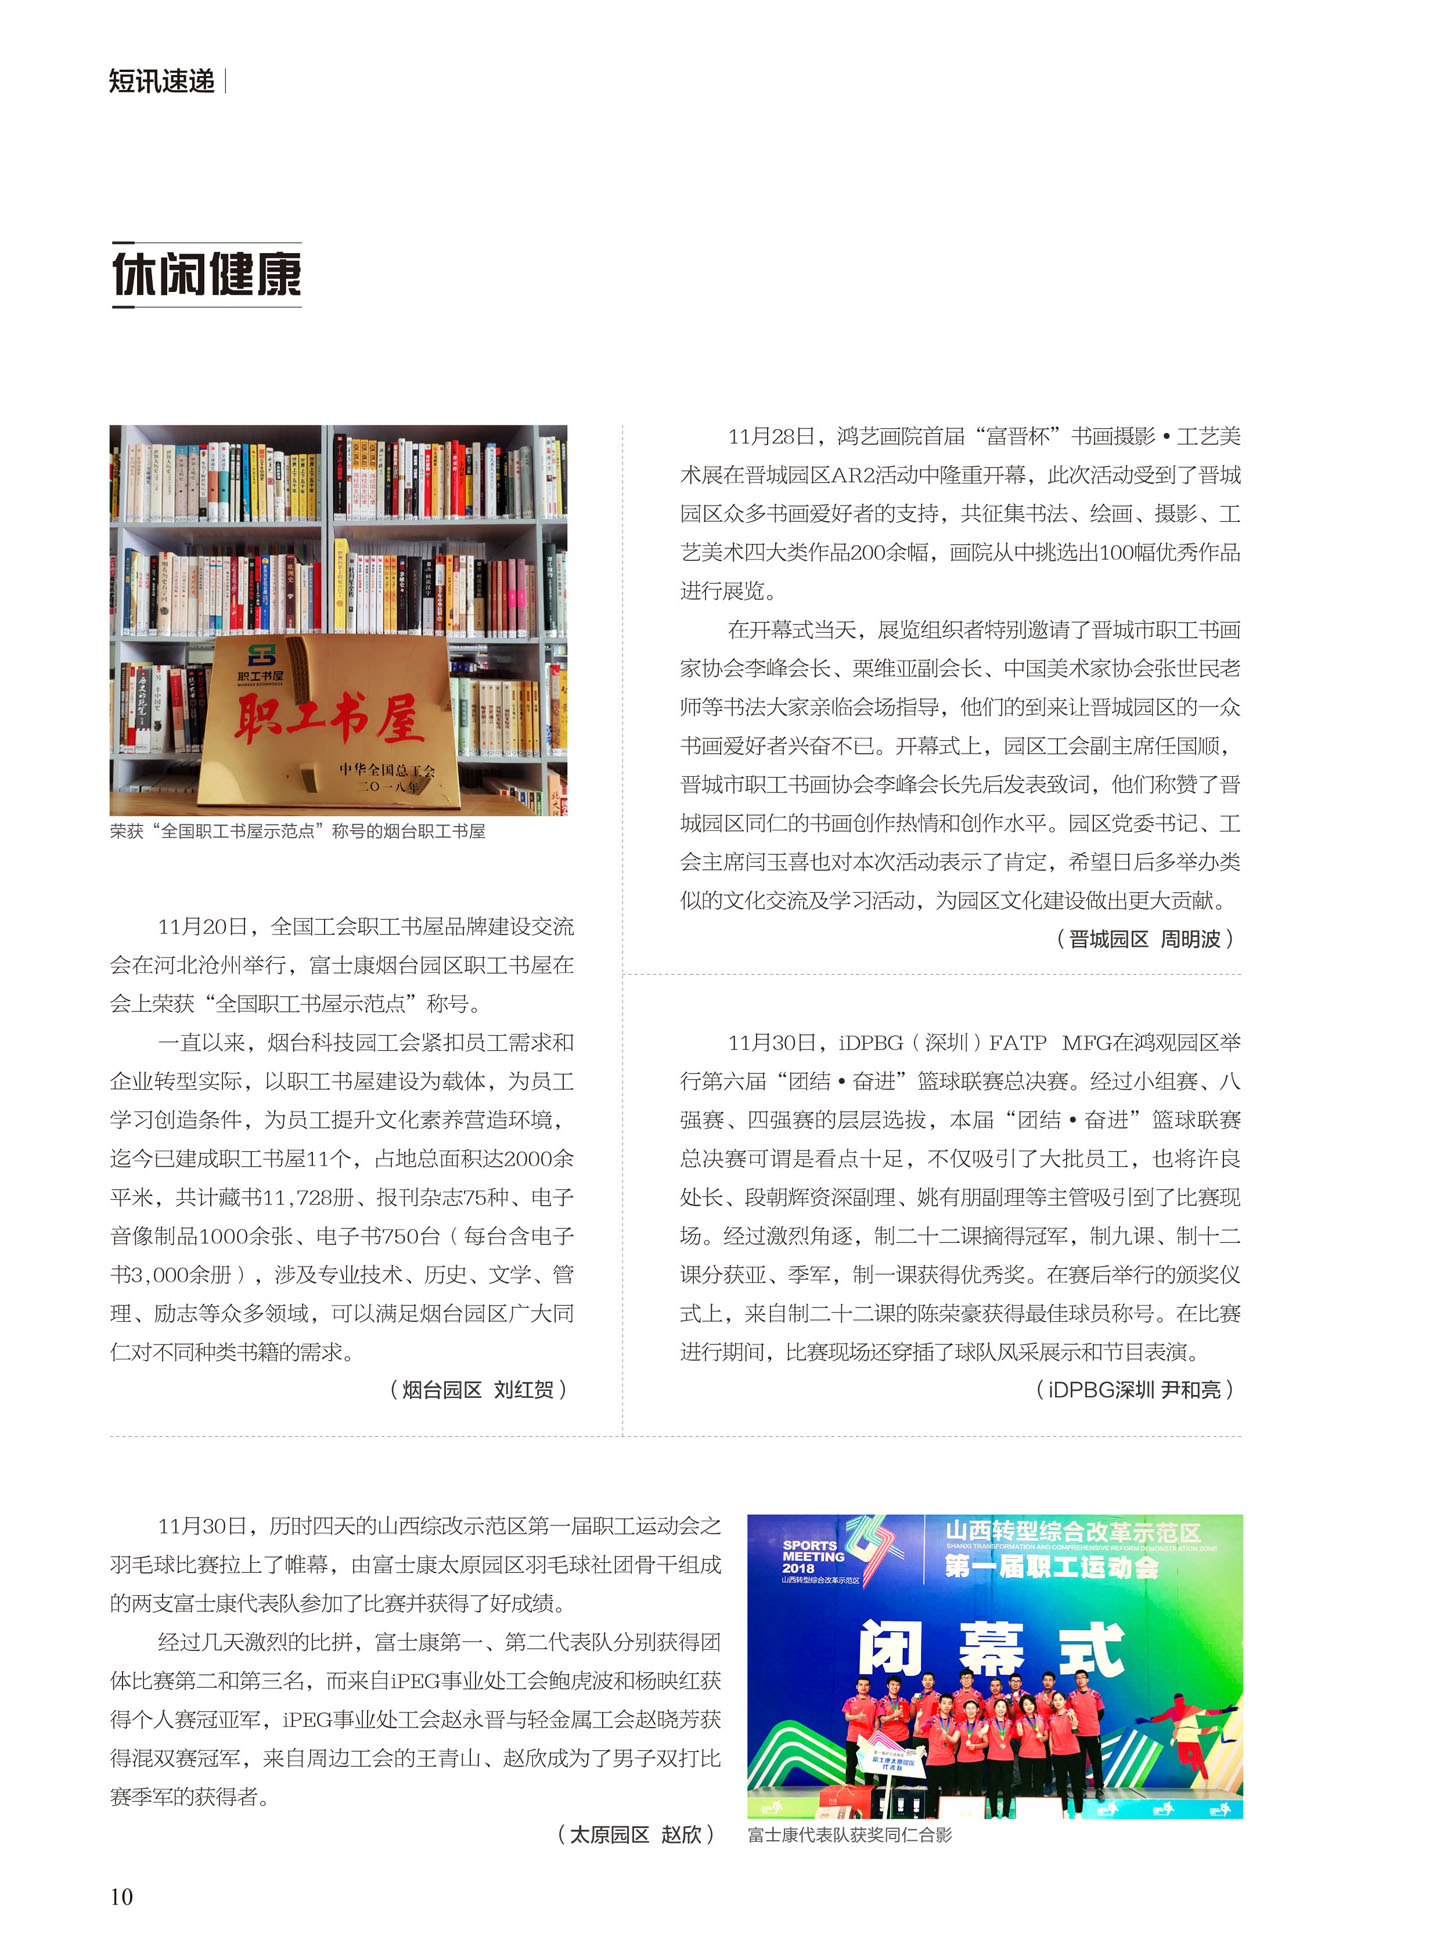 短讯速递
休闲健康
职工书屋
职工书屋
中华全国总工会
二〇一八年
荣获“全国职工书屋示范点”称号的烟台职工书屋
11月20日，全国工会职工书屋品牌建设交流
会在河北沧州举行，富士康烟台园区职工书屋在
会上荣获“全国职工书屋示范点”称号。
一直以来，烟台科技园工会紧扣员工需求和
企业转型实际，以职工书屋建设为载体，为员工
学习创造条件，为员工提升文化素养营造环境，
迄今已建成职工书屋11个，占地总面积达2000余
平米，共计藏书11,728册、报刊杂志75种、电子
音像制品1000余张、电子书750台（每台含电子
书3,000余册），涉及专业技术、历史、文学、管
理、励志等众多领域，可以满足烟台园区广大同
仁对不同种类书籍的需求。
（烟台园区 刘红贺）
11月28日，鸿艺画院首届“富晋杯”书画摄影·工艺美
术展在晋城园区AR2活动中隆重开幕，此次活动受到了晋城
园区众多书画爱好者的支持，共征集书法、绘画、摄影、工
艺美术四大类作品200余幅，画院从中挑选出100幅优秀作品
进行展览。
在开幕式当天，展览组织者特别邀请了晋城市职工书画
家协会李峰会长、栗维亚副会长、中国美术家协会张世民老
师等书法大家亲临会场指导，他们的到来让晋城园区的一众
书画爱好者兴奋不已。开幕式上，园区工会副主席任国顺，
晋城市职工书画协会李峰会长先后发表致词，他们称赞了晋
城园区同仁的书画创作热情和创作水平。园区党委书记、工
会主席闫玉喜也对本次活动表示了肯定，希望日后多举办类
似的文化交流及学习活动，为园区文化建设做出更大贡献。
（晋城园区 周明波）
11月30日，iDPBG（深圳）FATP MFG在鸿观园区举
行第六届“团结·奋进”篮球联赛总决赛。经过小组赛、八
强赛、四强赛的层层选拔，本届“团结·奋进”篮球联赛
总决赛可谓是看点十足，不仅吸引了大批员工，也将许良
处长、段朝辉资深副理、姚有朋副理等主管吸引到了比赛现
场。经过激烈角逐，制二十二课摘得冠军，制九课、制十二
课分获亚、季军，制一课获得优秀奖。在赛后举行的颁奖仪
式上，来自制二十二课的陈荣豪获得最佳球员称号。在比赛
进行期间，比赛现场还穿插了球队风采展示和节目表演。
（iDPBG深圳 尹和亮）
11月30日，历时四天的山西综改示范区第一届职工运动会之
羽毛球比赛拉上了帷幕，由富士康太原园区羽毛球社团骨干组成
的两支富士康代表队参加了比赛并获得了好成绩。
经过几天激烈的比拼，富士康第一、第二代表队分别获得团
体比赛第二和第三名，而来自iPEG事业处工会鲍虎波和杨映红获
得个人赛冠亚军，iPEG事业处工会赵永晋与轻金属工会赵晓芳获
得混双赛冠军，来自周边工会的王青山、赵欣成为了男子双打比
赛季军的获得者。
（太原园区 赵欣）
SPORTS
MEETING
2018
山西转型综合改革示范区
山西转型综合改革示范区
SHANXI TRANSFORMATION AND COMPREHENSIVE REFORM DEMONSTRATION ZONE
第一届职工运动会
闭幕式
富士康太原园区
代表队
富士康代表队获奖同仁合影
10